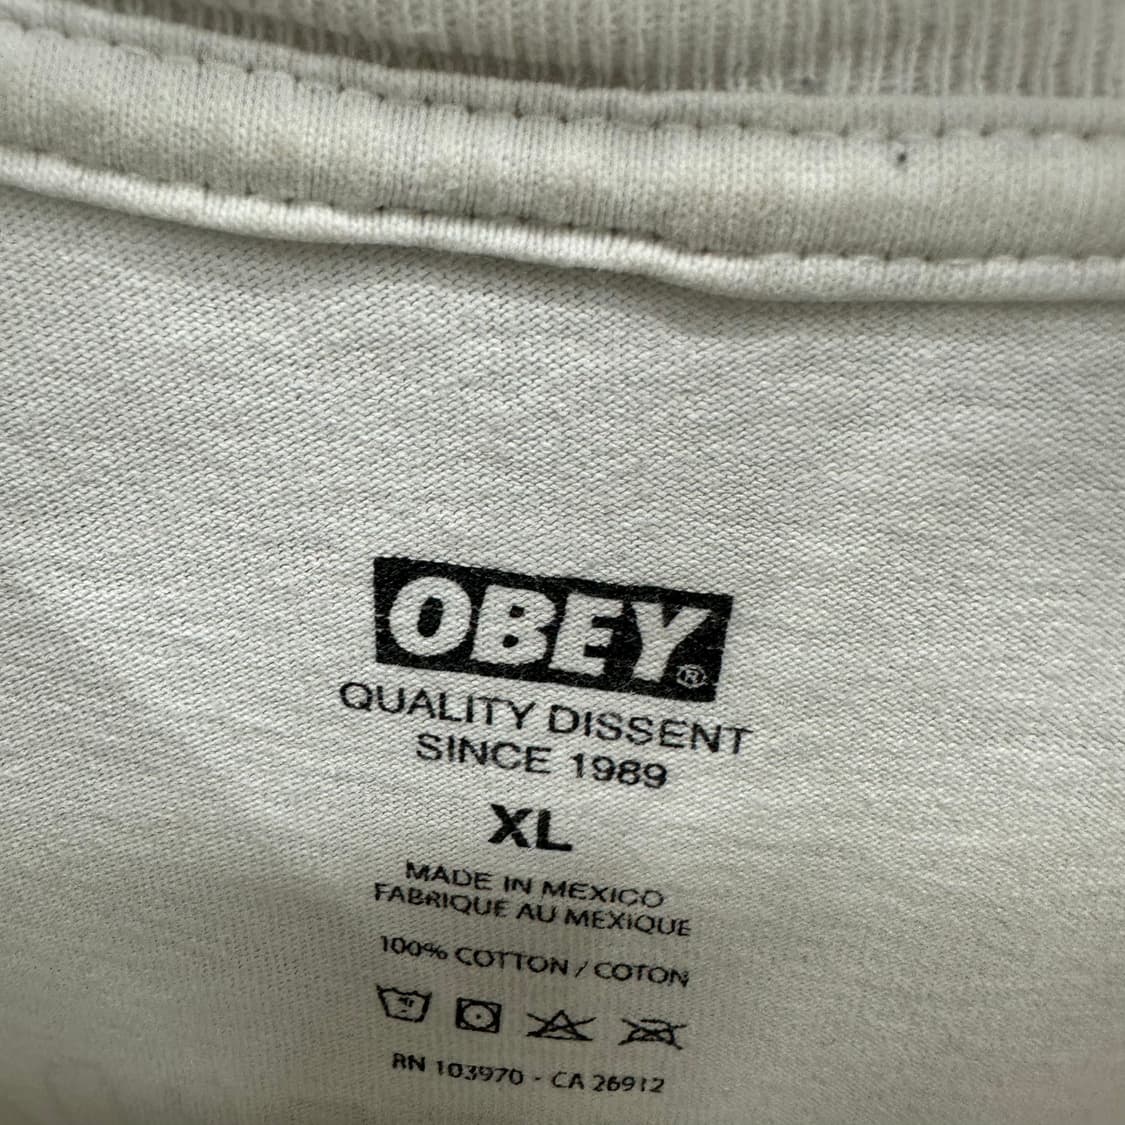 OBEY®
QUALITY DISSENT
SINCE 1989
XL
MADE IN MEXICO
FABRIQUE AU MEXIQUE
100% COTTON / COTON
RN 103970 - CA 26912